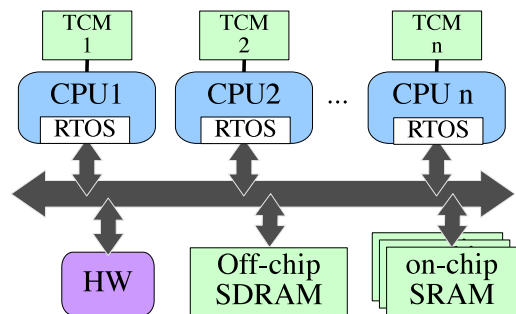 TCM
1
TCM
2
TCM
n
CPU1
CPU2
...
CPU n
RTOS
RTOS
RTOS
HW
Off-chip
SDRAM
on-chip
SRAM